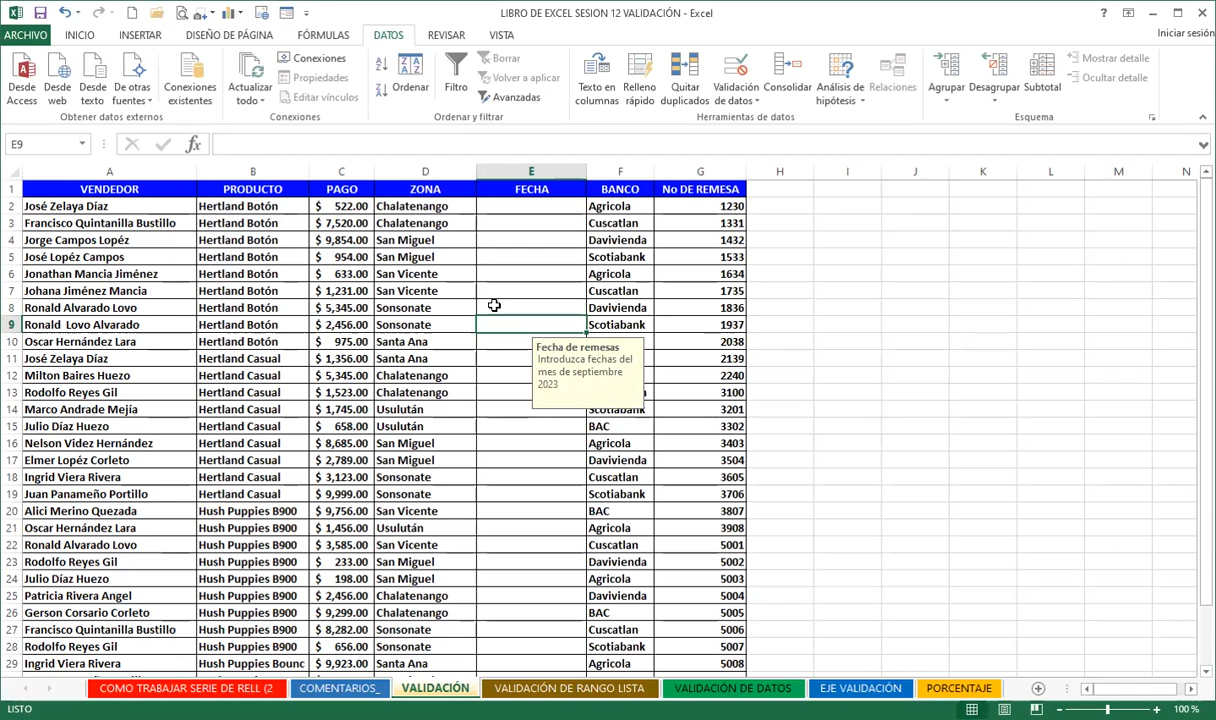 LIBRO DE EXCEL SESION 12 VALIDACIÓN - Excel
ARCHIVO INICIO INSERTAR DISEÑO DE PÁGINA FÓRMULAS DATOS REVISAR VISTA Iniciar sesión
Desde Access
Desde web
Desde texto
De otras fuentes
Conexiones existentes
Obtener datos externos
Actualizar todo
Conexiones
Propiedades
Editar vínculos
Conexiones
Ordenar
Filtro
Borrar
Volver a aplicar
Avanzadas
Ordenar y filtrar
Texto en columnas
Relleno rápido
Quitar duplicados
Validación de datos
Consolidar
Análisis de hipótesis
Relaciones
Herramientas de datos
Agrupar
Desagrupar
Subtotal
Mostrar detalle
Ocultar detalle
Esquema
E9 fx
A B C D E F G H I J K L M N
1 VENDEDOR PRODUCTO PAGO ZONA FECHA BANCO No DE REMESA
2 José Zelaya Díaz Hertland Botón $ 522.00 Chalatenango Agricola 1230
3 Francisco Quintanilla Bustillo Hertland Botón $ 7,520.00 Chalatenango Cuscatlan 1331
4 Jorge Campos Lopéz Hertland Botón $ 9,854.00 San Miguel Davivienda 1432
5 José Lopéz Campos Hertland Botón $ 954.00 San Miguel Scotiabank 1533
6 Jonathan Mancia Jiménez Hertland Botón $ 633.00 San Vicente Agricola 1634
7 Johana Jiménez Mancia Hertland Botón $ 1,231.00 San Vicente Cuscatlan 1735
8 Ronald Alvarado Lovo Hertland Botón $ 5,345.00 Sonsonate Davivienda 1836
9 Ronald Lovo Alvarado Hertland Botón $ 2,456.00 Sonsonate Scotiabank 1937
10 Oscar Hernández Lara Hertland Botón $ 975.00 Santa Ana 2038
11 José Zelaya Díaz Hertland Casual $ 1,356.00 Santa Ana 2139
12 Milton Baires Huezo Hertland Casual $ 5,345.00 Chalatenango 2240
13 Rodolfo Reyes Gil Hertland Casual $ 1,523.00 Chalatenango 3100
14 Marco Andrade Mejía Hertland Casual $ 1,745.00 Usulután Scotiabank 3201
15 Julio Díaz Huezo Hertland Casual $ 658.00 Usulután BAC 3302
16 Nelson Videz Hernández Hertland Casual $ 8,685.00 San Miguel Agricola 3403
17 Elmer Lopéz Corleto Hertland Casual $ 2,789.00 San Miguel Davivienda 3504
18 Ingrid Viera Rivera Hertland Casual $ 3,123.00 Sonsonate Cuscatlan 3605
19 Juan Panameño Portillo Hertland Casual $ 9,999.00 Sonsonate Scotiabank 3706
20 Alici Merino Quezada Hush Puppies B900 $ 9,756.00 San Vicente BAC 3807
21 Oscar Hernández Lara Hush Puppies B900 $ 1,456.00 Usulután Agricola 3908
22 Ronald Alvarado Lovo Hush Puppies B900 $ 3,585.00 San Vicente Cuscatlan 5001
23 Rodolfo Reyes Gil Hush Puppies B900 $ 233.00 San Miguel Davivienda 5002
24 Julio Díaz Huezo Hush Puppies B900 $ 198.00 San Miguel Agricola 5003
25 Patricia Rivera Angel Hush Puppies B900 $ 2,456.00 Chalatenango Davivienda 5004
26 Gerson Corsario Corleto Hush Puppies B900 $ 9,299.00 Chalatenango BAC 5005
27 Francisco Quintanilla Bustillo Hush Puppies B900 $ 8,282.00 Sonsonate Cuscatlan 5006
28 Rodolfo Reyes Gil Hush Puppies B900 $ 656.00 Sonsonate Scotiabank 5007
29 Ingrid Viera Rivera Hush Puppies Bounc $ 9,923.00 Santa Ana Agricola 5008
Fecha de remesas
Introduzca fechas del
mes de septiembre
2023
COMO TRABAJAR SERIE DE RELL (2 COMENTARIOS_ VALIDACIÓN VALIDACIÓN DE RANGO LISTA VALIDACIÓN DE DATOS EJE VALIDACIÓN PORCENTAJE
LISTO 100 %